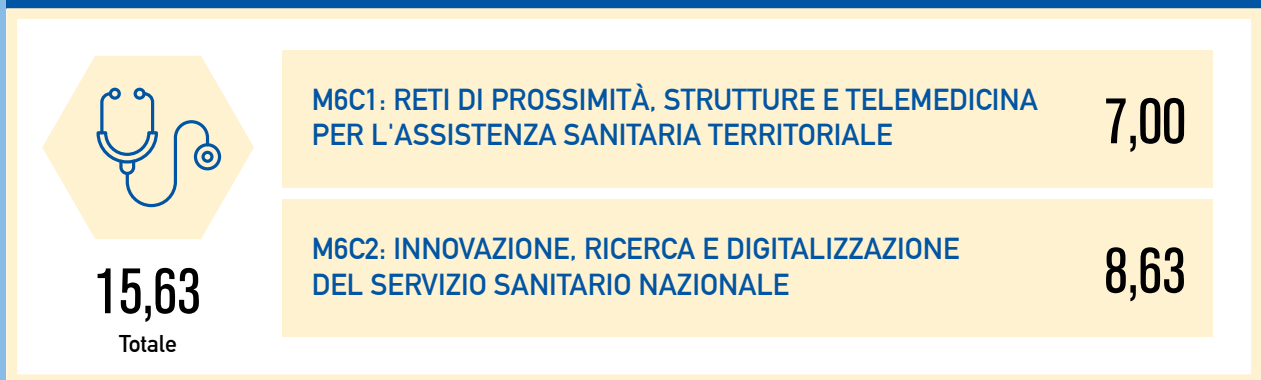 M6C1: RETI DI PROSSIMITÀ, STRUTTURE E TELEMEDICINA
PER L'ASSISTENZA SANITARIA TERRITORIALE
7,00
M6C2: INNOVAZIONE, RICERCA E DIGITALIZZAZIONE
DEL SERVIZIO SANITARIO NAZIONALE
8,63
15,63
Totale